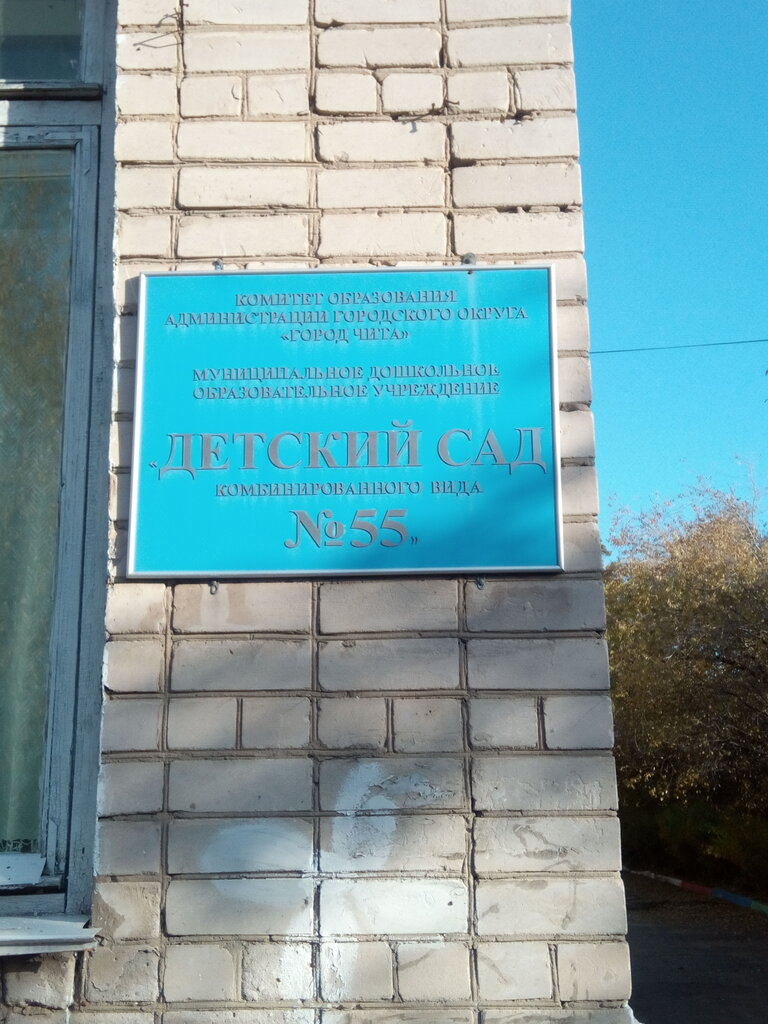 КОМИТЕТ ОБРАЗОВАНИЯ
АДМИНИСТРАЦИИ ГОРОДСКОГО ОКРУГА
«ГОРОД ЧИТА»
МУНИЦИПАЛЬНОЕ ДОШКОЛЬНОЕ
ОБРАЗОВАТЕЛЬНОЕ УЧРЕЖДЕНИЕ
„ДЕТСКИЙ САД
КОМБИНИРОВАННОГО ВИДА
№55”